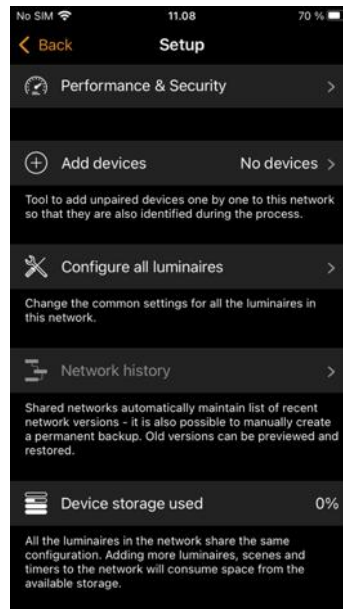 No SIM 11.08 70 %
Back Setup
Performance & Security
Add devices No devices
Tool to add unpaired devices one by one to this network
so that they are also identified during the process.
Configure all luminaires
Change the common settings for all the luminaires in
this network.
Network history
Shared networks automatically maintain list of recent
network versions - it is also possible to manually create
a permanent backup. Old versions can be previewed and
restored.
Device storage used 0%
All the luminaires in the network share the same
configuration. Adding more luminaires, scenes and
timers to the network will consume space from the
available storage.